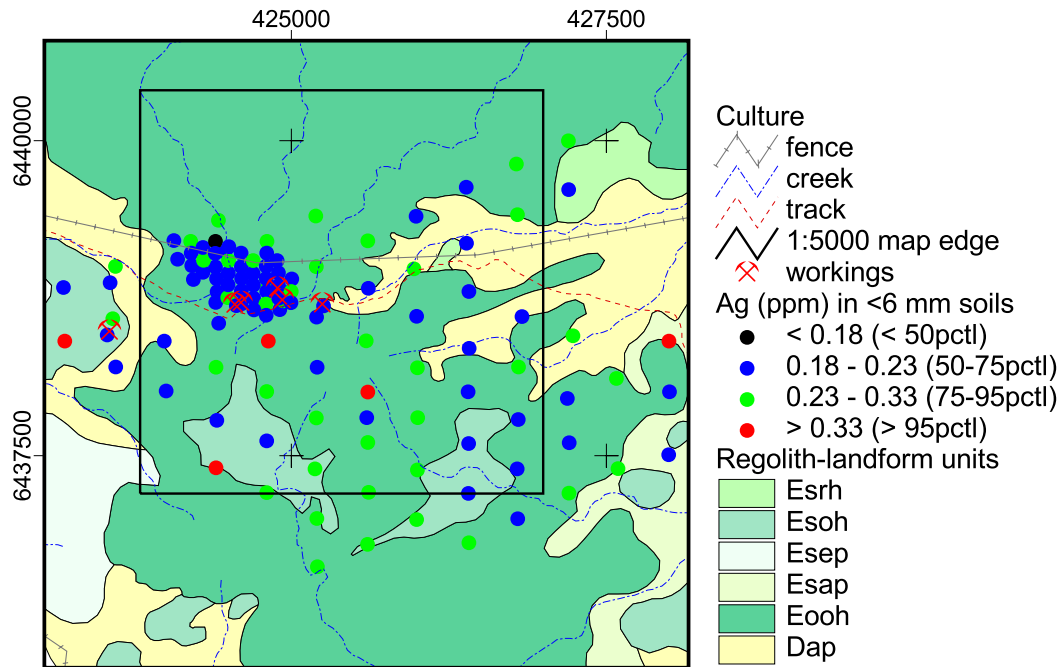 425000 427500
6440000
6437500
Culture
fence
creek
track
1:5000 map edge
workings
Ag (ppm) in <6 mm soils
< 0.18 (< 50pctl)
0.18 - 0.23 (50-75pctl)
0.23 - 0.33 (75-95pctl)
> 0.33 (> 95pctl)
Regolith-landform units
Esrh
Esoh
Esep
Esap
Eooh
Dap